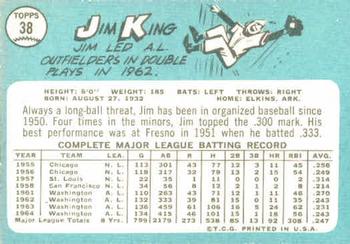 TOPPS
38
JIM KING
JIM LED A.L.
OUTFIELDERS IN DOUBLE
PLAYS IN 1962.
HEIGHT: 6'0" WEIGHT: 185 BATS: LEFT THROWS: RIGHT
BORN: AUGUST 27, 1932 HOME: ELKINS, ARK.
Always a long-ball threat, Jim has been in organized baseball since
1950. Four times in the minors, Jim topped the .300 mark. His
best performance was at Fresno in 1951 when he batted .333.
COMPLETE MAJOR LEAGUE BATTING RECORD
YEAR TEAM LEA G AB R H 2B 3B HR RBI AVG.
1955 Chicago N.L. 113 301 43 77 12 3 11 45 .256
1956 Chicago N.L. 118 317 32 79 13 2 15 54 .249
1957 St. Louis N.L. 22 35 1 11 0 0 0 2 .314
1958 San Francisco N.L. 34 56 8 12 2 1 2 8 .214
1961 Washington A.L. 110 263 43 71 12 1 11 46 .270
1962 Washington A.L. 132 333 39 81 15 0 11 35 .243
1963 Washington A.L. 136 459 61 106 16 5 24 62 .231
1964 Washington A.L. 134 415 46 100 15 1 18 56 .241
Major League Totals 8 Yrs. 799 2179 273 538 85 13 92 308 .247
© T.C.G. PRINTED IN U.S.A.